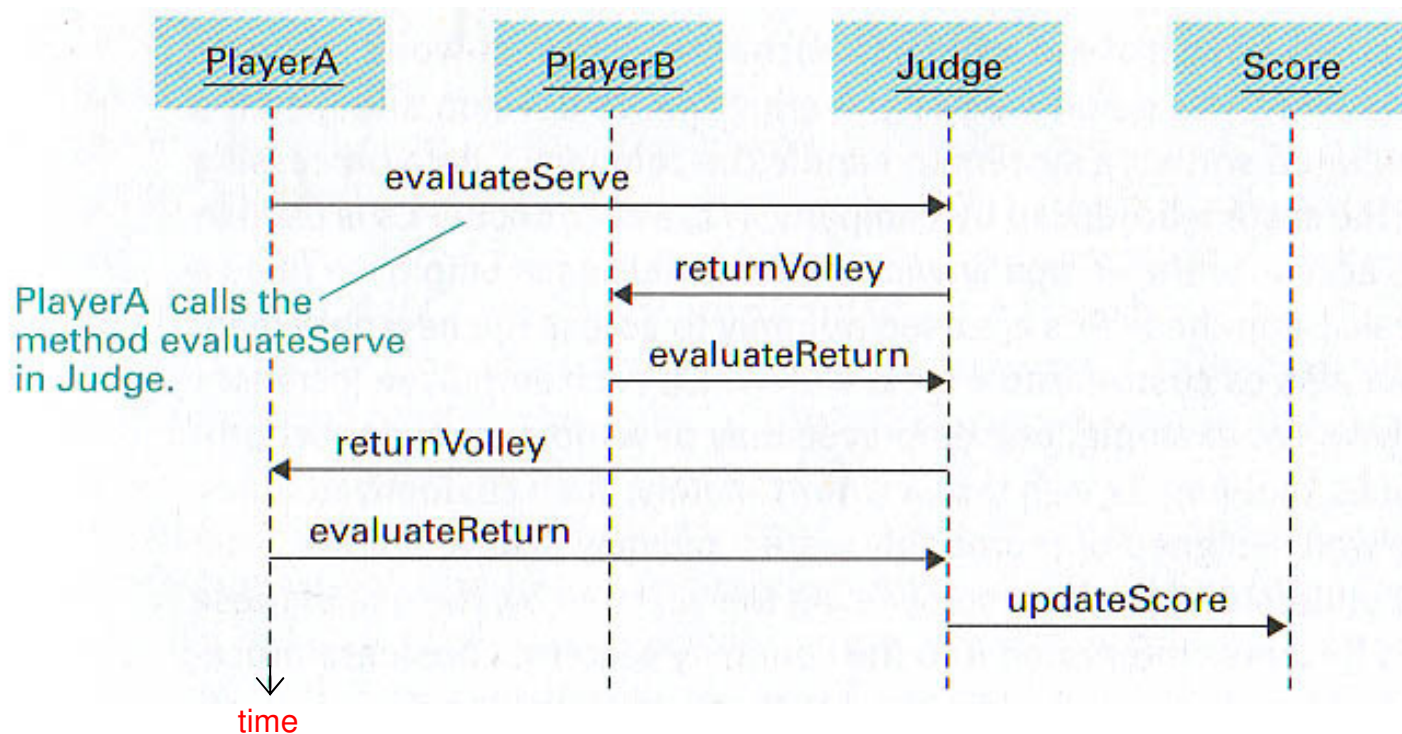 PlayerA
PlayerB
Judge
Score
evaluateServe
returnVolley
PlayerA calls the
method evaluateServe
in Judge.
evaluateReturn
returnVolley
evaluateReturn
updateScore
time